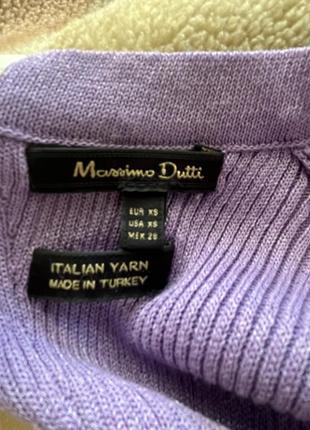 Massimo Dutti
EUR XS
USA XS
MEX 26
ITALIAN YARN
MADE IN TURKEY